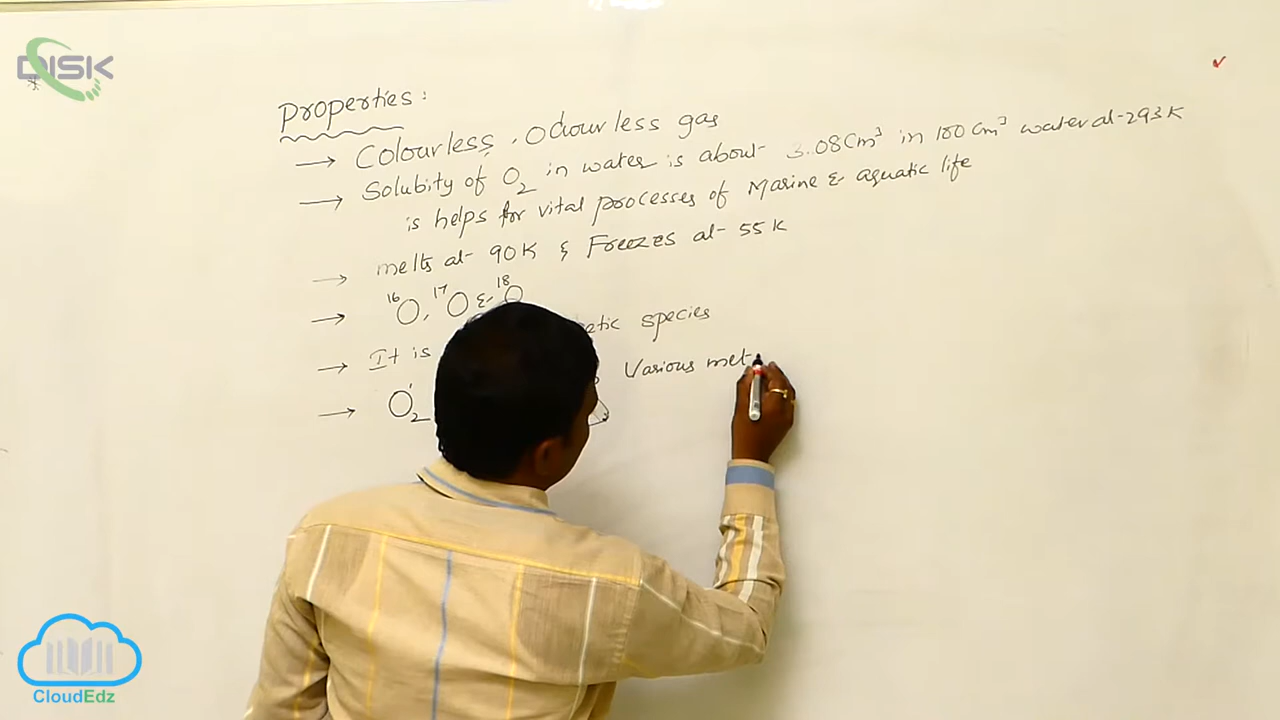 DISK
Properties:
→ Colourless, Odourless gas
→ Solubity of O₂ in water is about 3.08 Cm³ in 100 Cm³ water at 293K
is helps for vital processes of Marine & aquatic life
→ melts at 90K & Freezes at 55K
→ ¹⁶O, ¹⁷O & ¹⁸O
→ It is etic species
→ O₂ Various met
CloudEdz